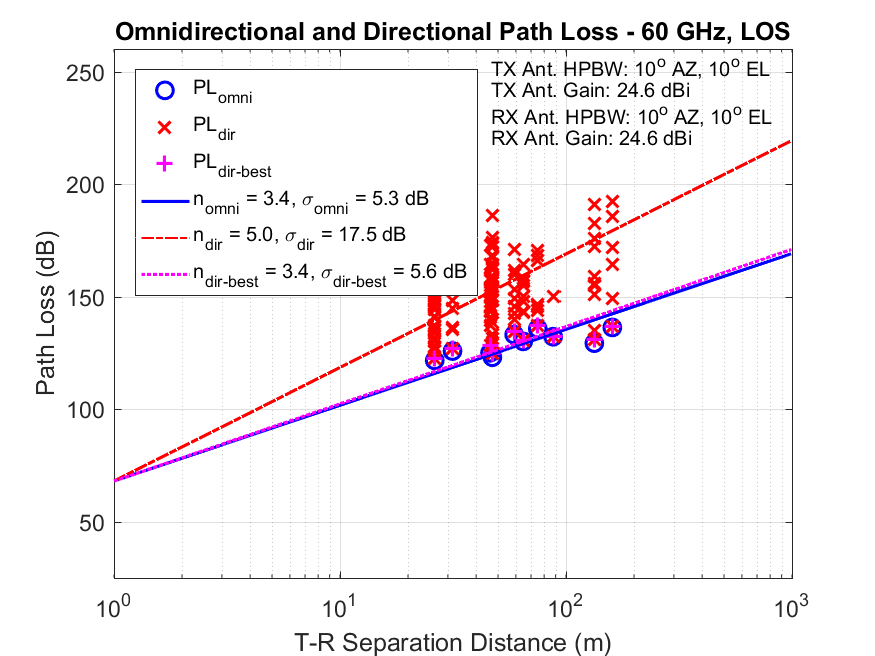 Omnidirectional and Directional Path Loss - 60 GHz, LOS
TX Ant. HPBW: 10° AZ, 10° EL
TX Ant. Gain: 24.6 dBi
RX Ant. HPBW: 10° AZ, 10° EL
RX Ant. Gain: 24.6 dBi
PL_omni
PL_dir
PL_dir-best
n_omni = 3.4, σ_omni = 5.3 dB
n_dir = 5.0, σ_dir = 17.5 dB
n_dir-best = 3.4, σ_dir-best = 5.6 dB
250
200
150
100
50
Path Loss (dB)
10^0
10^1
10^2
10^3
T-R Separation Distance (m)